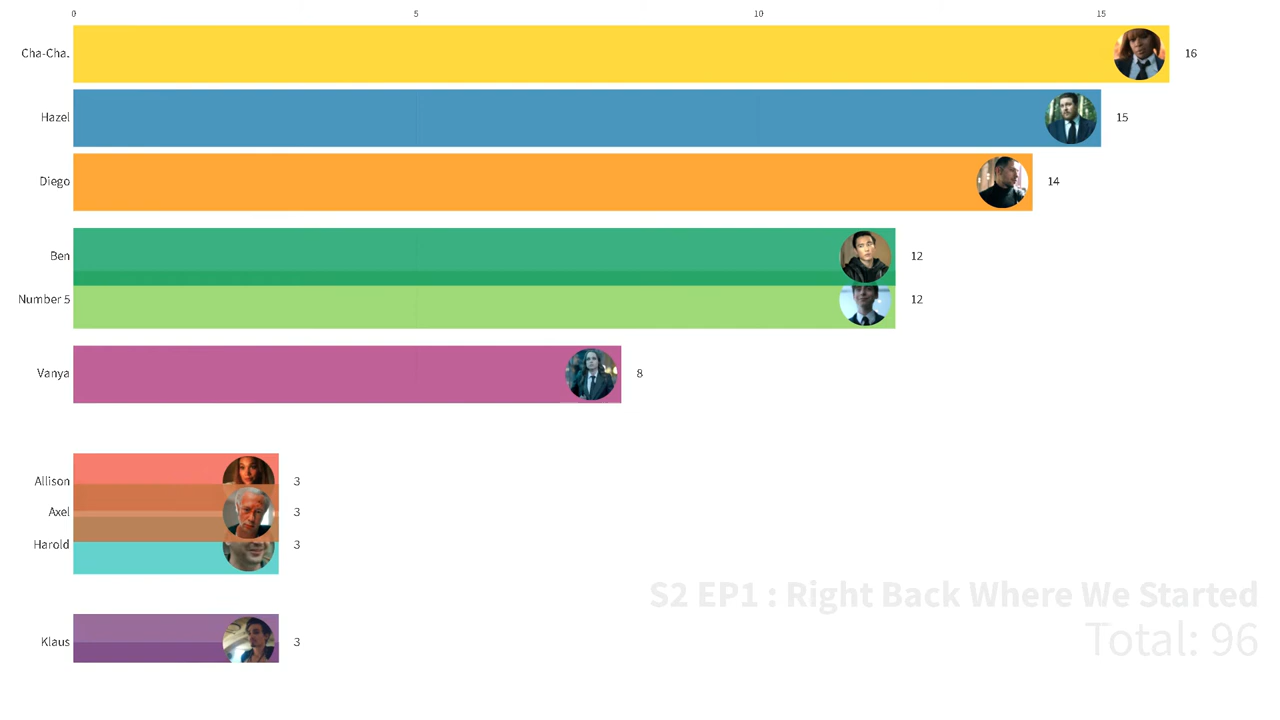 0 5 10 15
Cha-Cha. 16
Hazel 15
Diego 14
Ben 12
Number 5 12
Vanya 8
Allison 3
Axel 3
Harold 3
S2 EP1 : Right Back Where We Started
Total: 96
Klaus 3